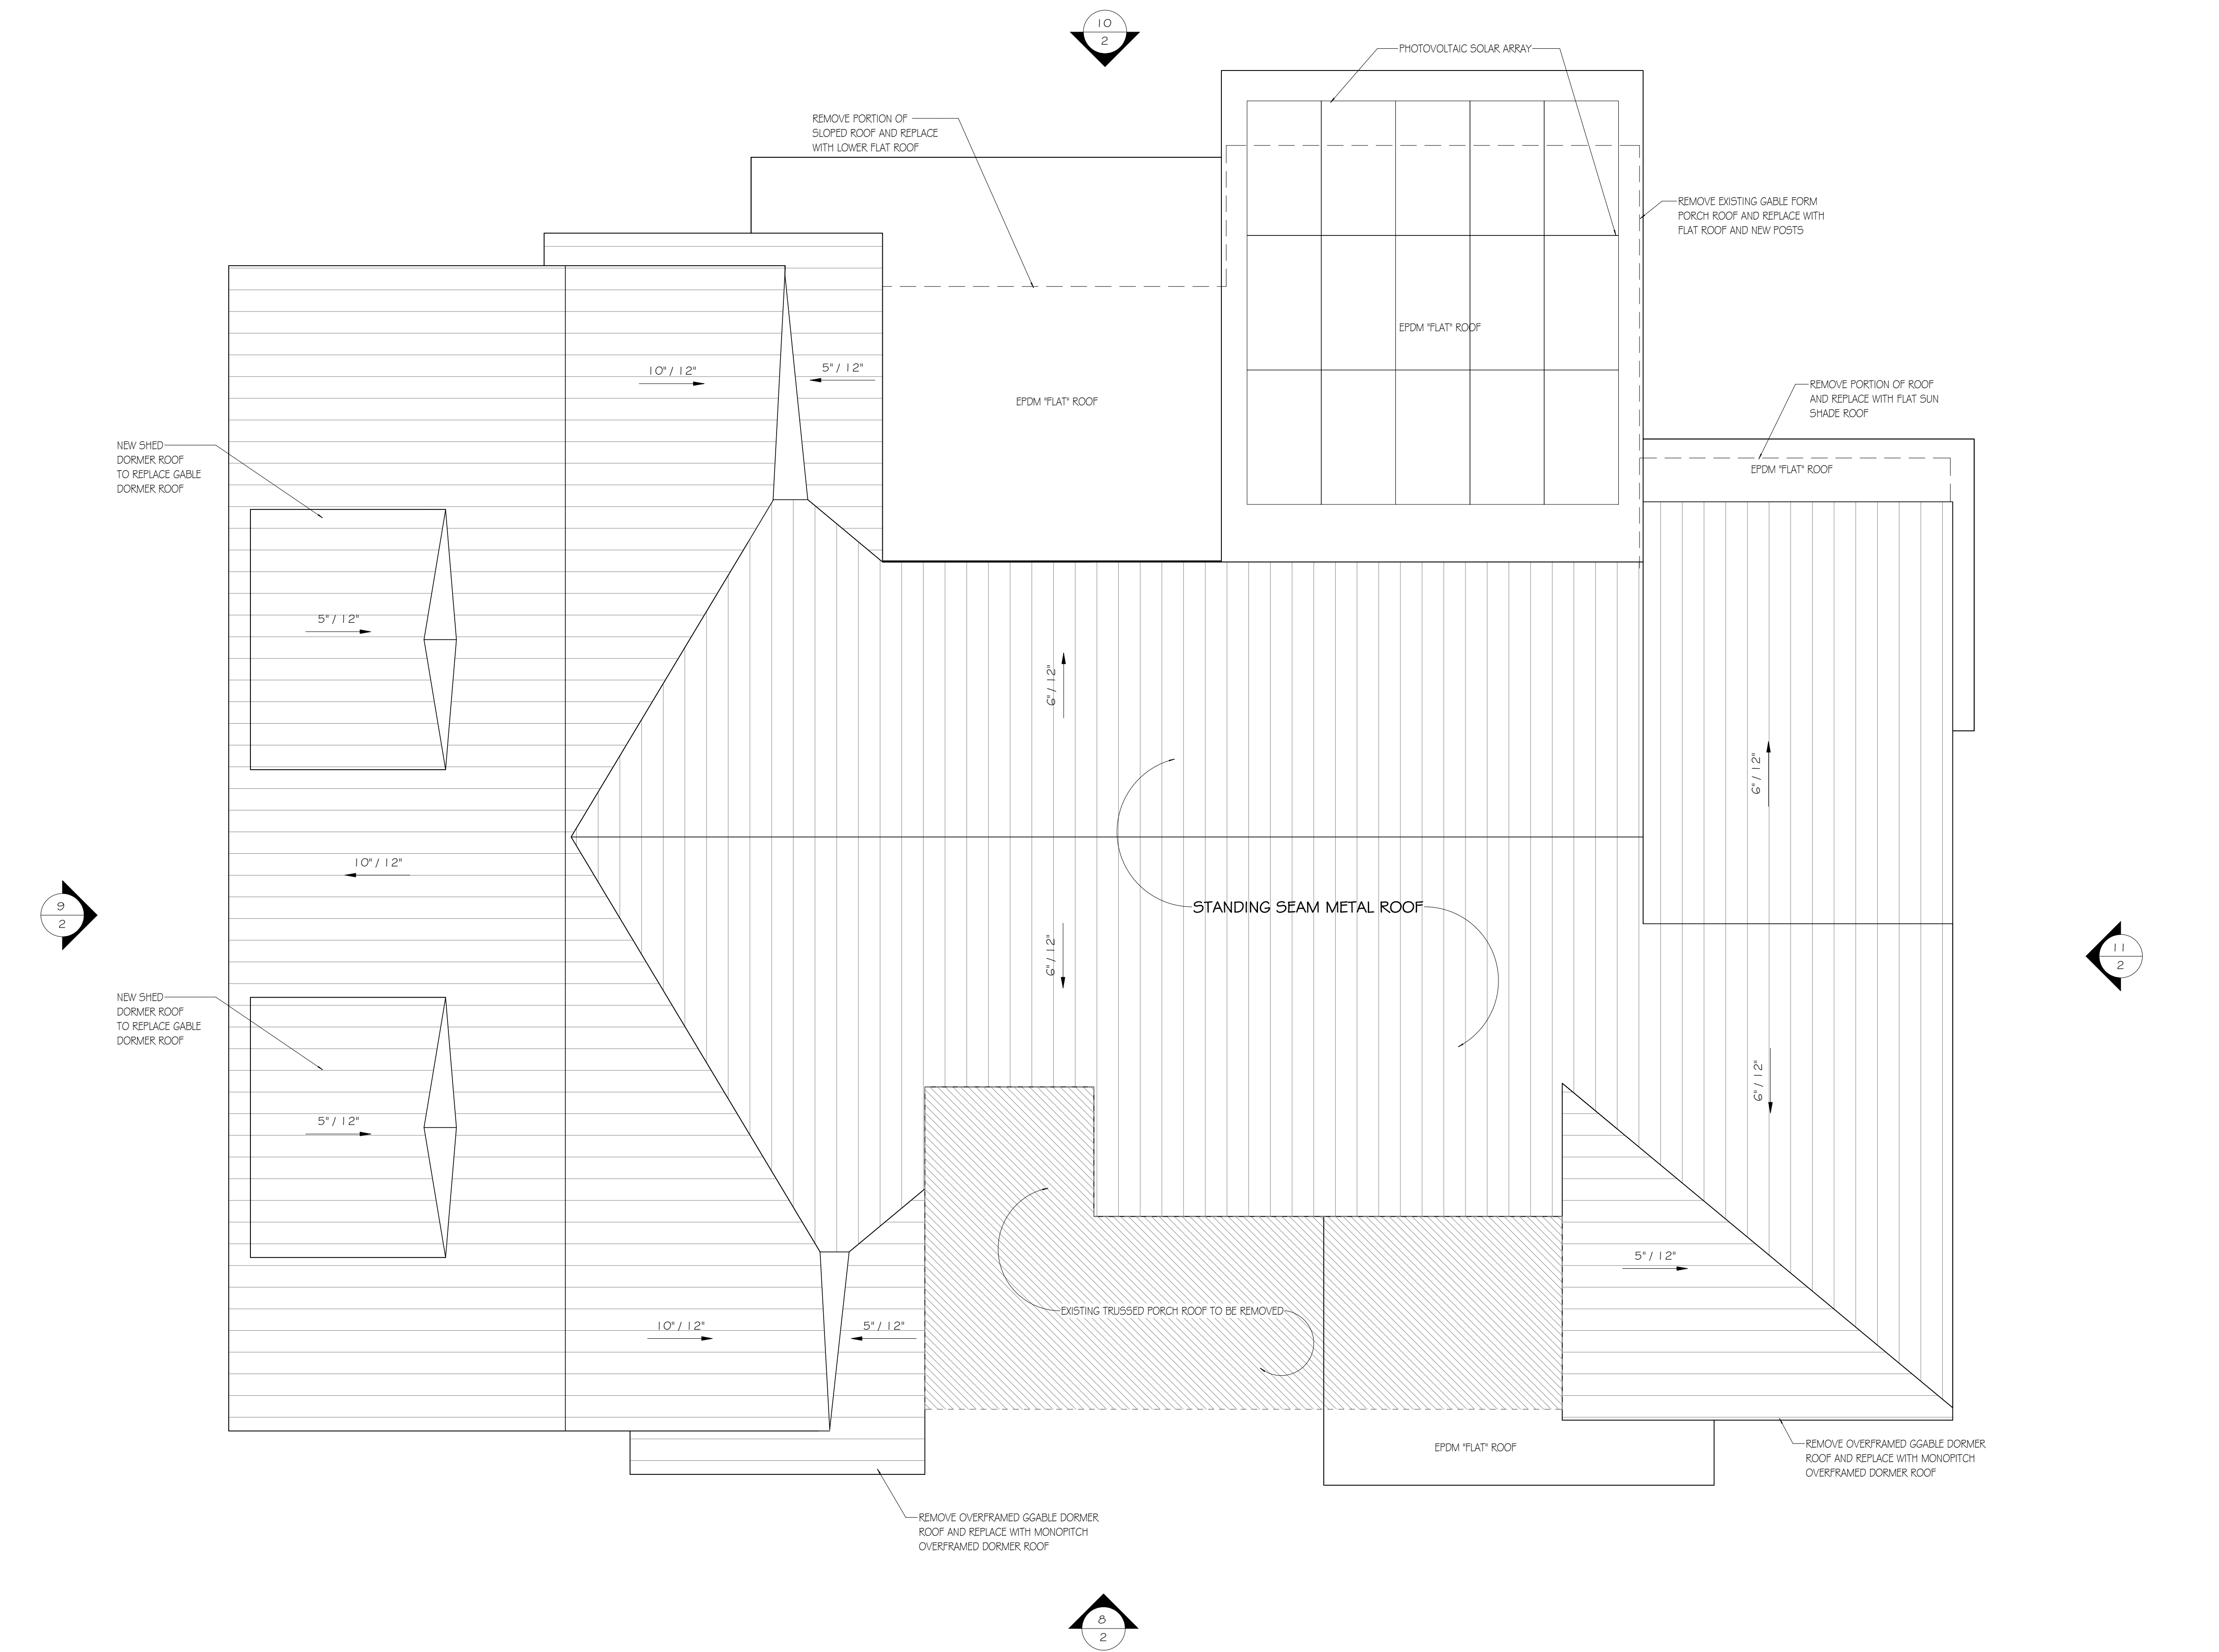 10
2
PHOTOVOLTAIC SOLAR ARRAY
REMOVE PORTION OF
SLOPED ROOF AND REPLACE
WITH LOWER FLAT ROOF
REMOVE EXISTING GABLE FORM
PORCH ROOF AND REPLACE WITH
FLAT ROOF AND NEW POSTS
EPDM "FLAT" ROOF
10" / 12"
5" / 12"
EPDM "FLAT" ROOF
REMOVE PORTION OF ROOF
AND REPLACE WITH FLAT SUN
SHADE ROOF
EPDM "FLAT" ROOF
NEW SHED
DORMER ROOF
TO REPLACE GABLE
DORMER ROOF
5" / 12"
6" / 12"
6" / 12"
10" / 12"
9
2
STANDING SEAM METAL ROOF
6" / 12"
11
2
NEW SHED
DORMER ROOF
TO REPLACE GABLE
DORMER ROOF
6" / 12"
5" / 12"
5" / 12"
EXISTING TRUSSED PORCH ROOF TO BE REMOVED
10" / 12"
5" / 12"
EPDM "FLAT" ROOF
REMOVE OVERFRAMED GGABLE DORMER
ROOF AND REPLACE WITH MONOPITCH
OVERFRAMED DORMER ROOF
REMOVE OVERFRAMED GGABLE DORMER
ROOF AND REPLACE WITH MONOPITCH
OVERFRAMED DORMER ROOF
8
2